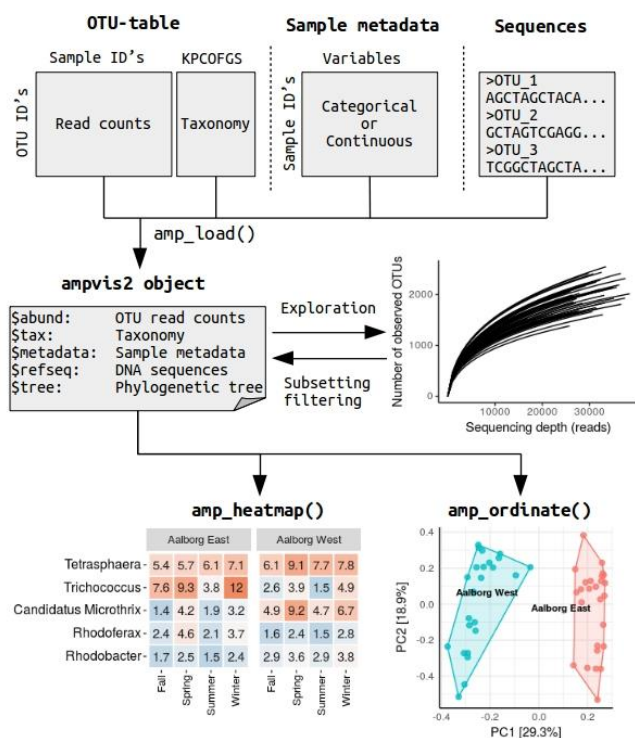 OTU-table
Sample metadata
Sequences
Sample ID's
KPCOFGS
Variables
OTU ID's
Read counts
Taxonomy
Sample ID's
Categorical
or
Continuous
>OTU_1
AGCTAGCTACA...
>OTU_2
GCTAGTCGAGG...
>OTU_3
TCGGCTAGCTA...
amp_load()
ampvis2 object
$abund: OTU read counts
$tax: Taxonomy
$metadata: Sample metadata
$refseq: DNA sequences
$tree: Phylogenetic tree
Exploration
Subsetting
filtering
Number of observed OTUs
2000
1000
0
10000 20000 30000
Sequencing depth (reads)
amp_heatmap()
Aalborg East Aalborg West
Tetrasphaera 5.4 5.7 6.1 7.1 6.1 9.1 7.7 7.8
Trichococcus 7.6 9.3 3.8 12 2.6 3.9 1.5 4.9
Candidatus Microthrix 1.4 4.2 1.9 3.2 4.9 9.2 4.7 6.7
Rhodoferax 2.4 4.6 2.1 3.7 1.6 2.4 1.5 2.8
Rhodobacter 1.7 2.5 1.5 2.4 2.9 3.6 2.9 3.8
Fall Spring Summer Winter Fall Spring Summer Winter
amp_ordinate()
PC2 [18.9%]
0.4
0.2
0.0
-0.2
-0.4
Aalborg West
Aalborg East
-0.4 -0.2 0.0 0.2
PC1 [29.3%]